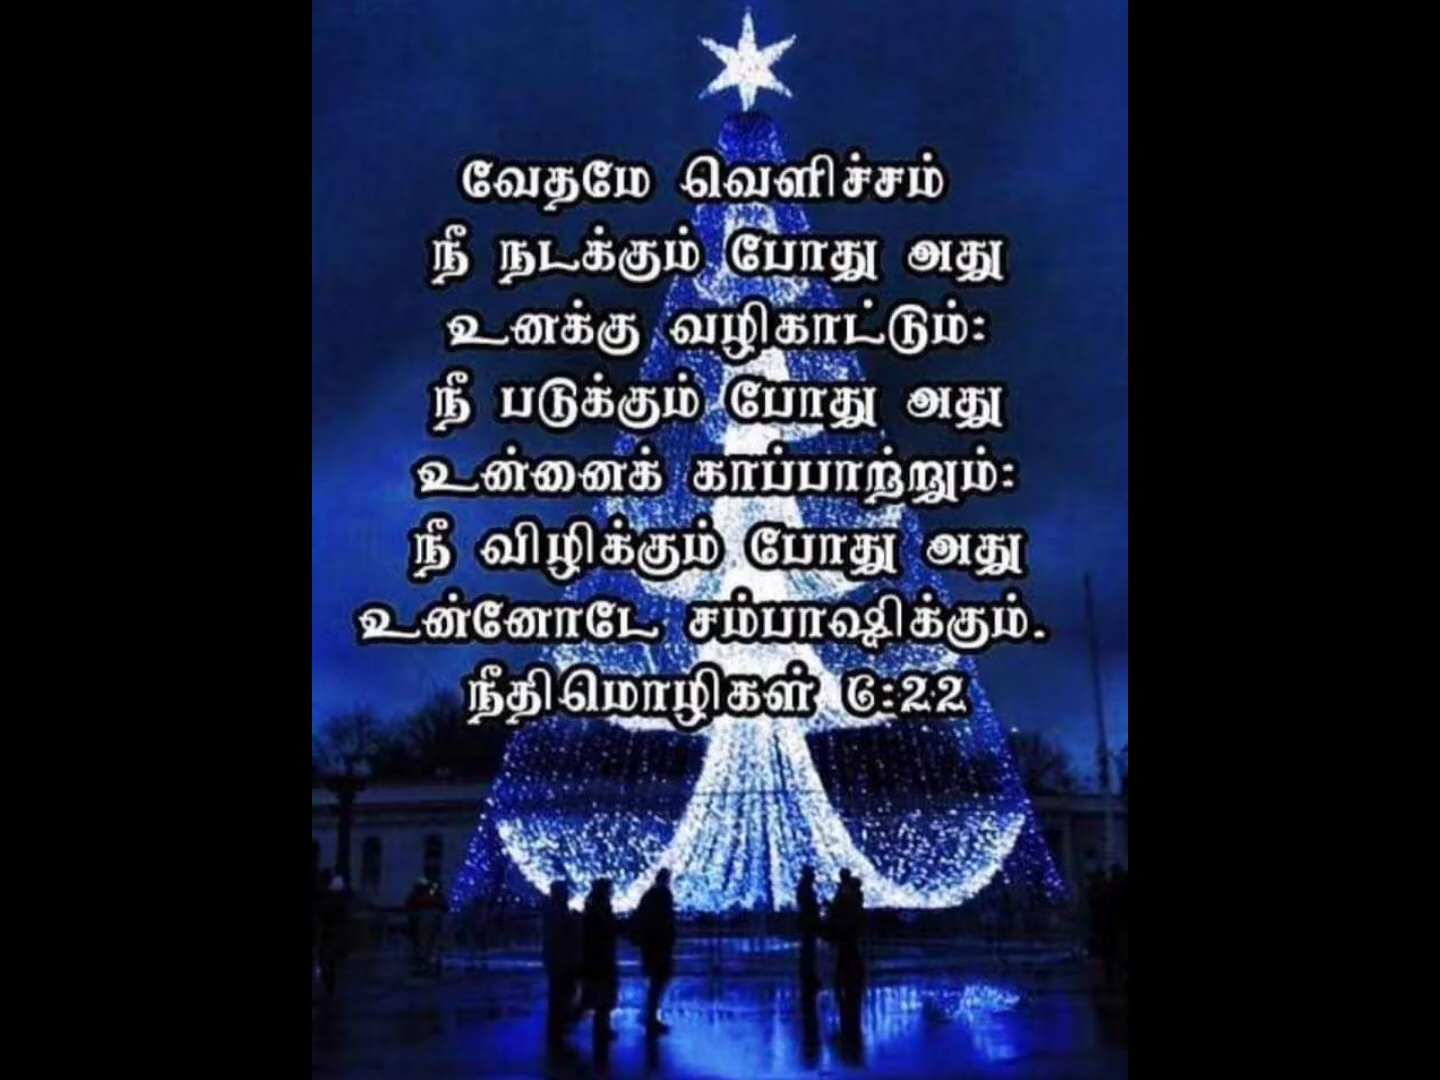 வேதமே வெளிச்சம்
நீ நடக்கும் போது அது
உனக்கு வழிகாட்டும்:
நீ படுக்கும் போது அது
உன்னைக் காப்பாற்றும்:
நீ விழிக்கும் போது அது
உன்னோடே சம்பாஷிக்கும்.
நீதிமொழிகள் 6:22